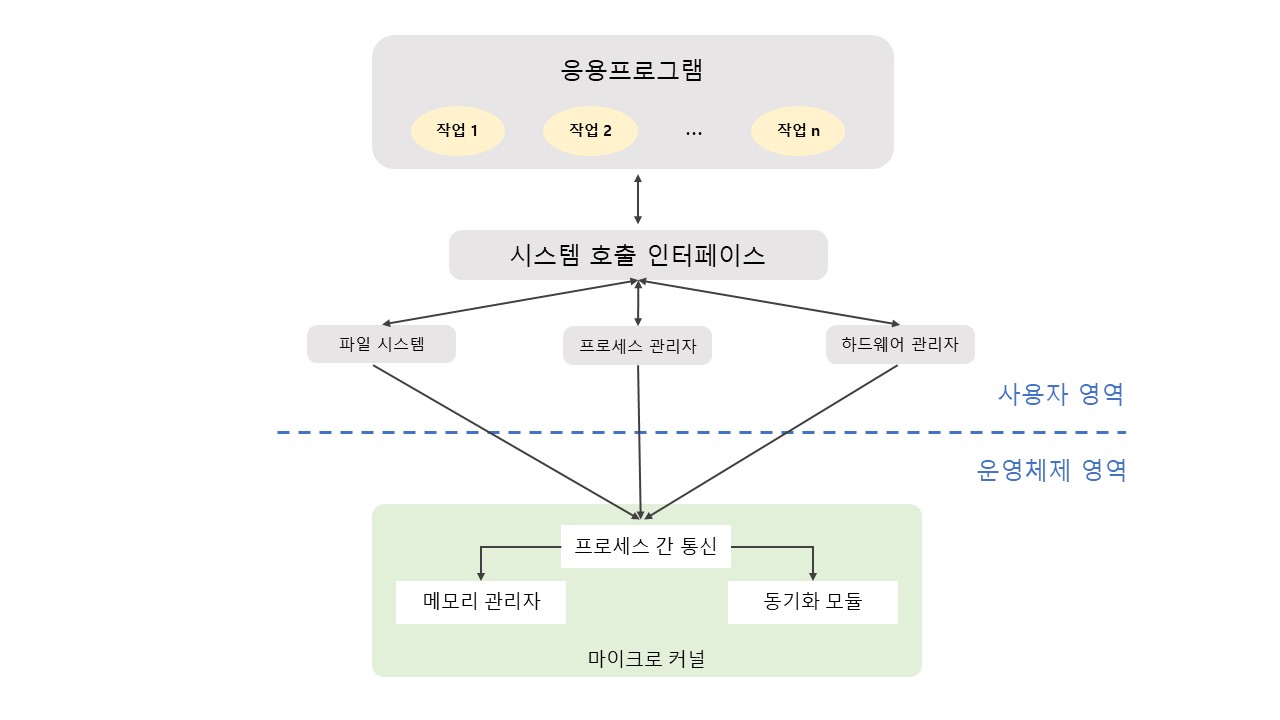 응용프로그램
작업 1
작업 2
...
작업 n
시스템 호출 인터페이스
파일 시스템
프로세스 관리자
하드웨어 관리자
사용자 영역
운영체제 영역
프로세스 간 통신
메모리 관리자
동기화 모듈
마이크로 커널